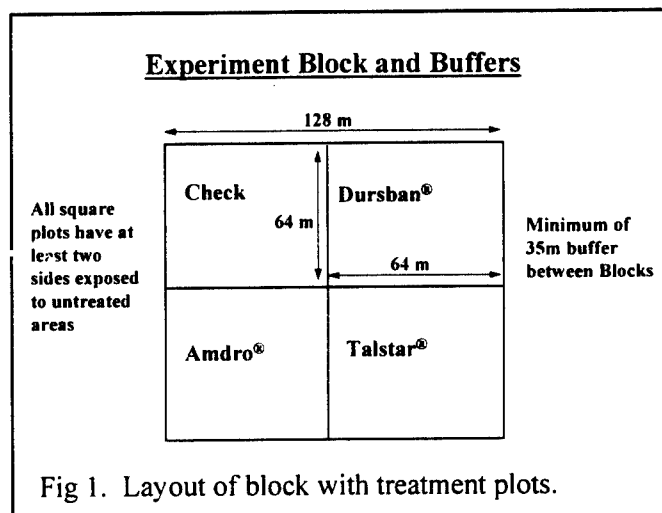 Experiment Block and Buffers
128 m
Check
Dursban®
64 m
64 m
All square
plots have at
least two
sides exposed
to untreated
areas
Minimum of
35m buffer
between Blocks
Amdro®
Talstar®
Fig 1. Layout of block with treatment plots.